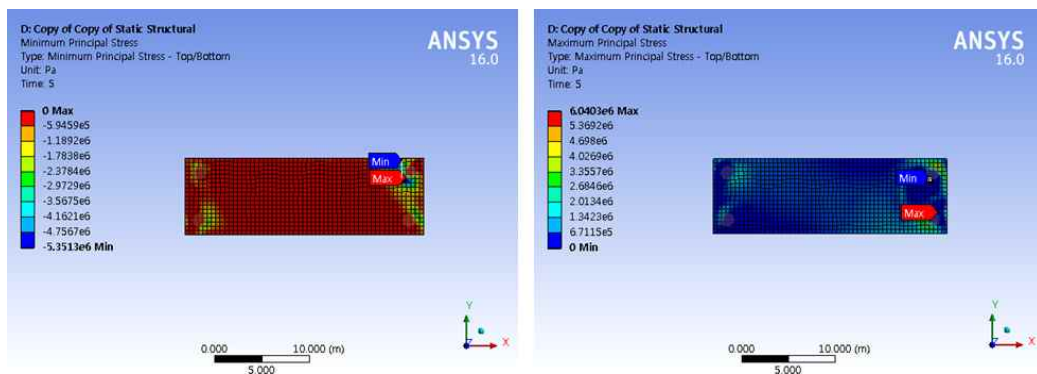 D: Copy of Copy of Static Structural
Minimum Principal Stress
Type: Minimum Principal Stress - Top/Bottom
Unit: Pa
Time: 5
ANSYS
16.0
0 Max
-5.9459e5
-1.1892e6
-1.7838e6
-2.3784e6
-2.9729e6
-3.5675e6
-4.1621e6
-4.7567e6
-5.3513e6 Min
Min
Max
Y
Z
X
0.000
10.000 (m)
5.000
D: Copy of Copy of Static Structural
Maximum Principal Stress
Type: Maximum Principal Stress - Top/Bottom
Unit: Pa
Time: 5
ANSYS
16.0
6.0403e6 Max
5.3692e6
4.698e6
4.0269e6
3.3557e6
2.6846e6
2.0134e6
1.3423e6
6.7115e5
0 Min
Min
Max
Y
Z
X
0.000
10.000 (m)
5.000